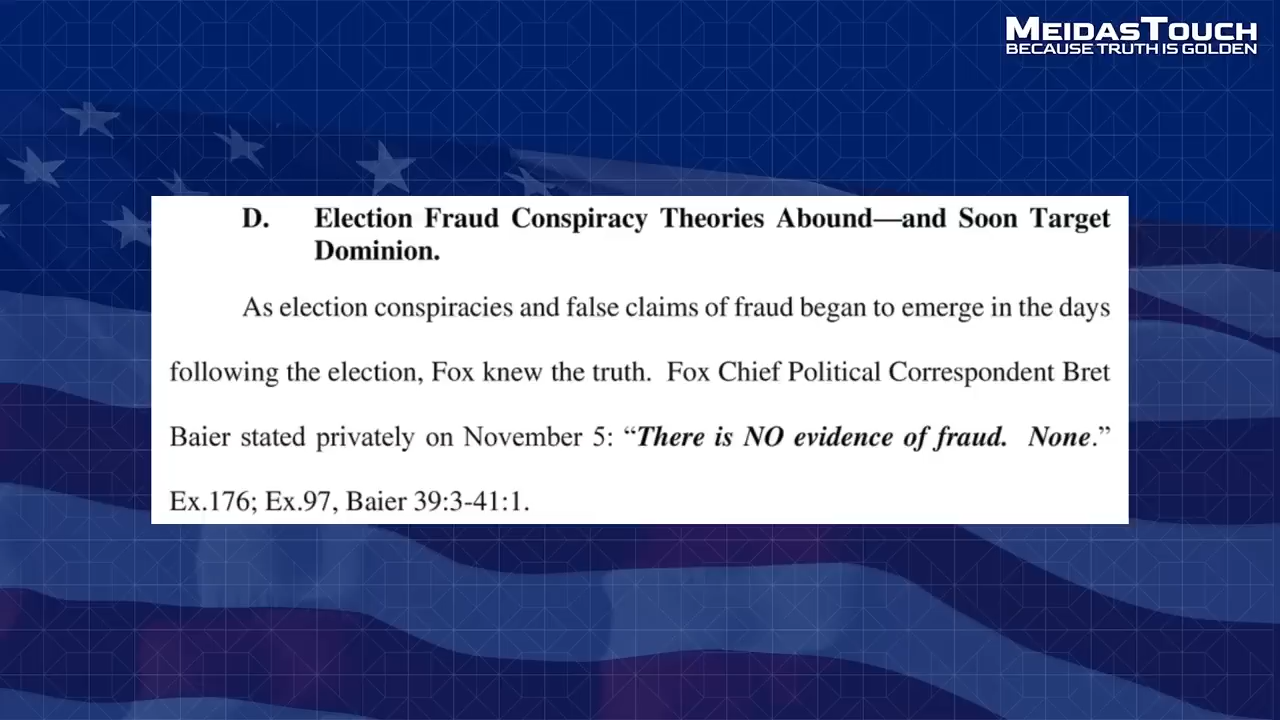 MEIDASTOUCH
BECAUSE TRUTH IS GOLDEN
D. Election Fraud Conspiracy Theories Abound—and Soon Target
Dominion.
As election conspiracies and false claims of fraud began to emerge in the days
following the election, Fox knew the truth. Fox Chief Political Correspondent Bret
Baier stated privately on November 5: “There is NO evidence of fraud. None.”
Ex.176; Ex.97, Baier 39:3-41:1.